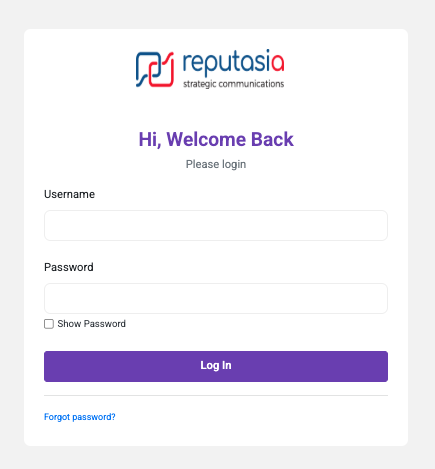 reputasia
strategic communications
Hi, Welcome Back
Please login
Username
Password
Show Password
Log In
Forgot password?